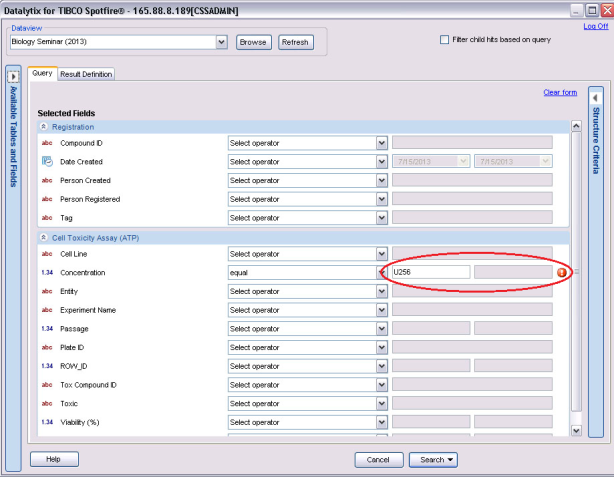 Datalytix for TIBCO Spotfire® - 165.88.8.189[CSSADMIN]
Log Off
Dataview
Biology Seminar (2013) Browse Refresh Filter child hits based on query
Query Result Definition
Clear form
Available Tables and Fields
Structure Criteria
Selected Fields
Registration
abc Compound ID Select operator
Date Created Select operator 7/15/2013 7/15/2013
abc Person Created Select operator
abc Person Registered Select operator
abc Tag Select operator
Cell Toxicity Assay (ATP)
abc Cell Line Select operator
1.34 Concentration equal U256
abc Entity Select operator
abc Experiment Name Select operator
1.34 Passage Select operator
abc Plate ID Select operator
1.34 ROW_ID Select operator
abc Tox Compound ID Select operator
abc Toxic Select operator
1.34 Viability (%) Select operator
Help Cancel Search